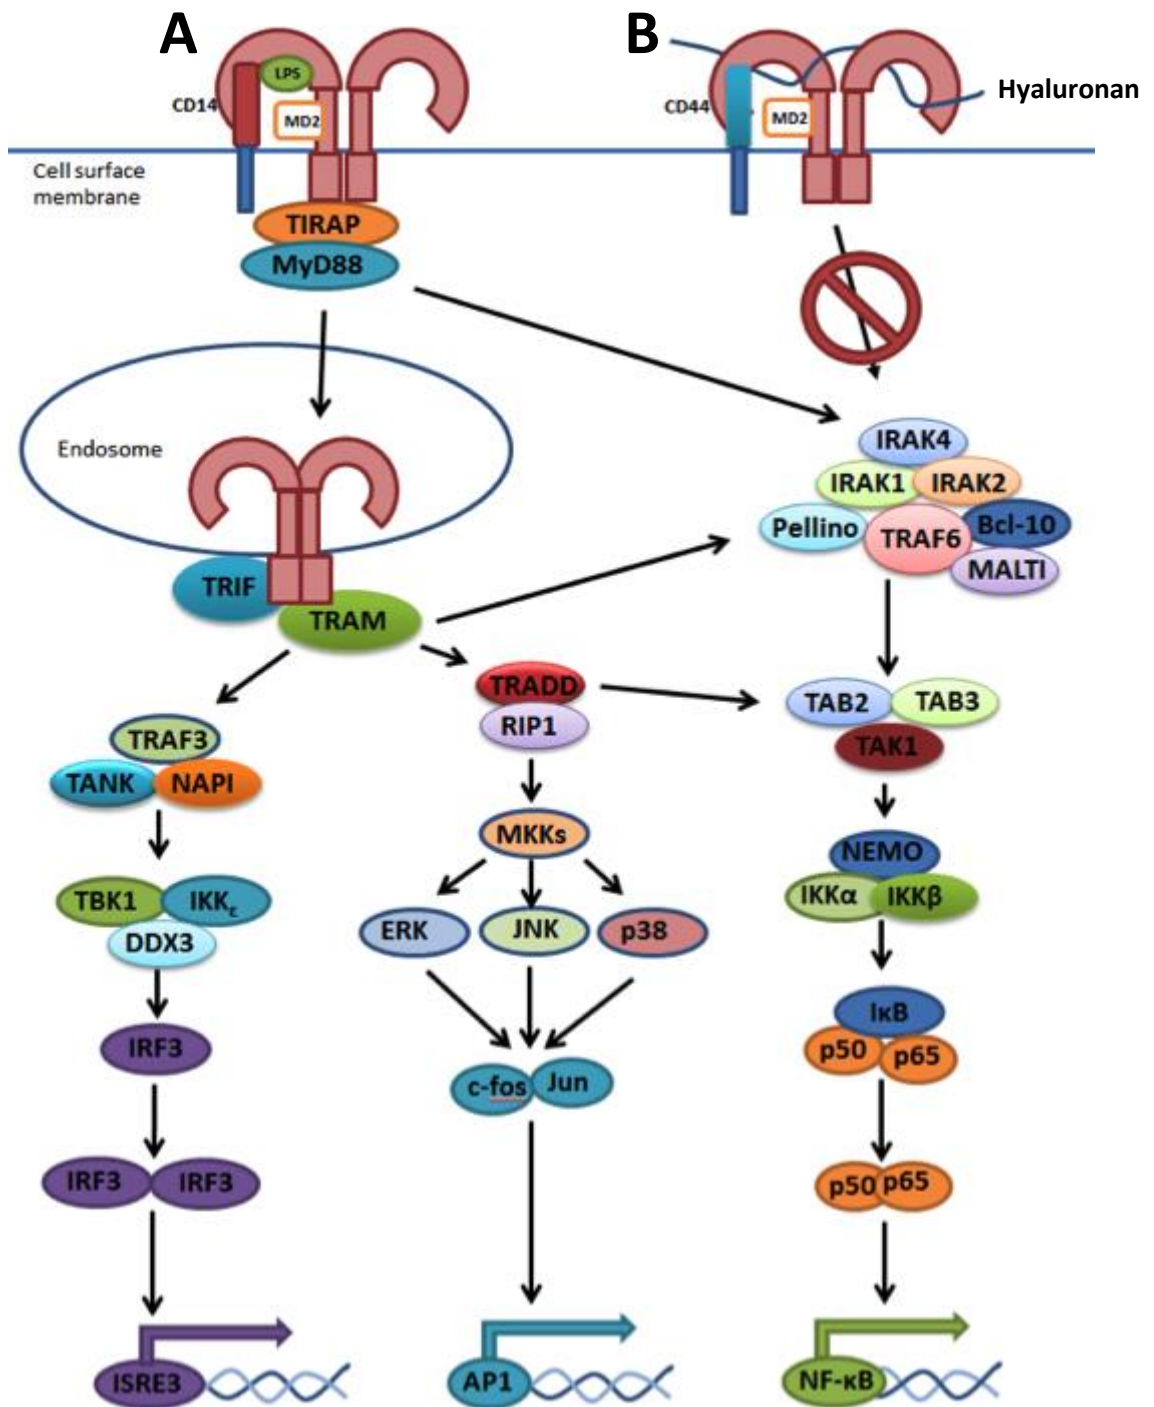 A
B
LPS
CD14
MD2
CD44
MD2
Hyaluronan
Cell surface
membrane
TIRAP
MyD88
Endosome
IRAK4
IRAK1
IRAK2
Pellino
TRAF6
Bcl-10
MALTI
TRIF
TRAM
TRADD
RIP1
TAB2
TAB3
TAK1
TRAF3
TANK
NAPI
MKKs
NEMO
IKKα
IKKβ
TBK1
IKKε
DDX3
ERK
JNK
p38
IκB
p50
p65
IRF3
c-fos
Jun
IRF3
IRF3
p50
p65
ISRE3
AP1
NF-κB